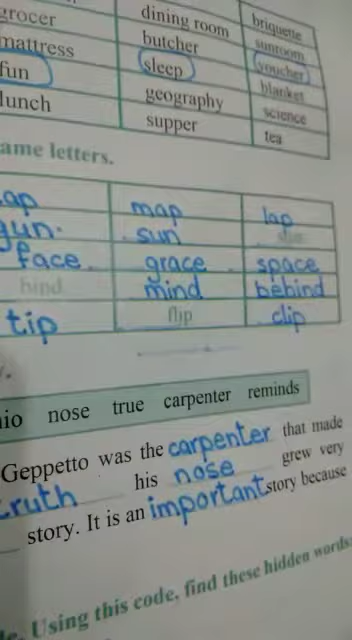 grocer dining room briquette
mattress butcher sunroom
fun sleep voucher
lunch geography blanket
supper science
tea
ame letters.
ap map lap
gun. sun
face grace space
hind mind behind
tip flip clip
io nose true carpenter reminds
Geppetto was the carpenter that made
truth his nose grew very
story. It is an important story because
Using this code, find these hidden words